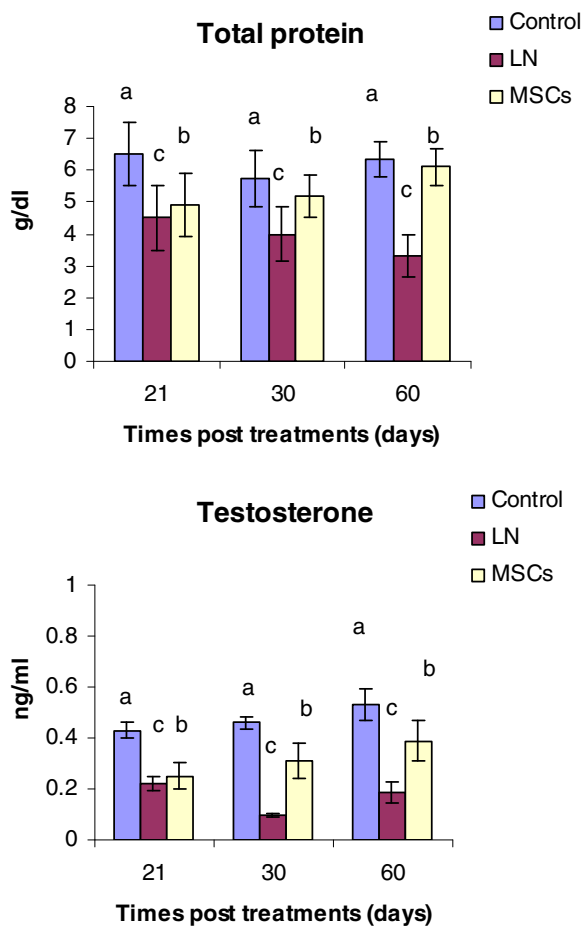 Total protein
Control
LN
MSCs
a
a
a
c
b
c
b
c
b
8
7
6
5
4
3
2
1
0
g/dl
21
30
60
Times post treatments (days)
Testosterone
Control
LN
MSCs
1
0.8
0.6
0.4
0.2
0
ng/ml
a
c
b
a
c
b
a
c
b
21
30
60
Times post treatments (days)